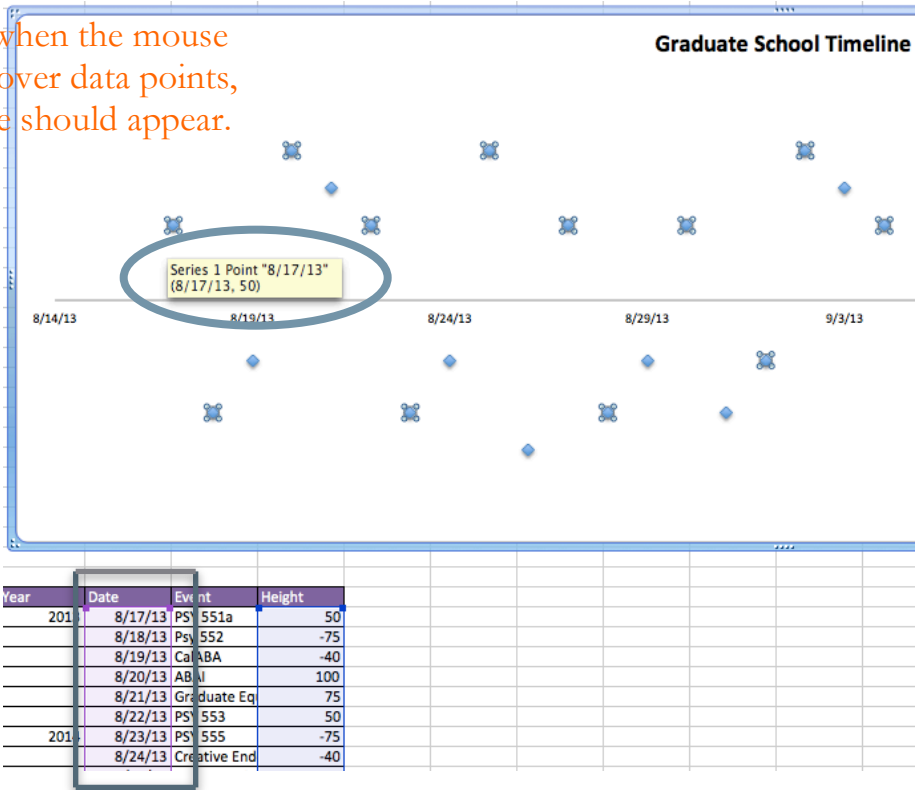 when the mouse
over data points,
should appear.
Graduate School Timeline
Series 1 Point "8/17/13"
(8/17/13, 50)
8/14/13 8/19/13 8/24/13 8/29/13 9/3/13
Year Date Event Height
2013 8/17/13 PSY 551a 50
8/18/13 Psy 552 -75
8/19/13 CalABA -40
8/20/13 ABAI 100
8/21/13 Graduate Equ 75
8/22/13 PSY 553 50
2014 8/23/13 PSY 555 -75
8/24/13 Creative End -40